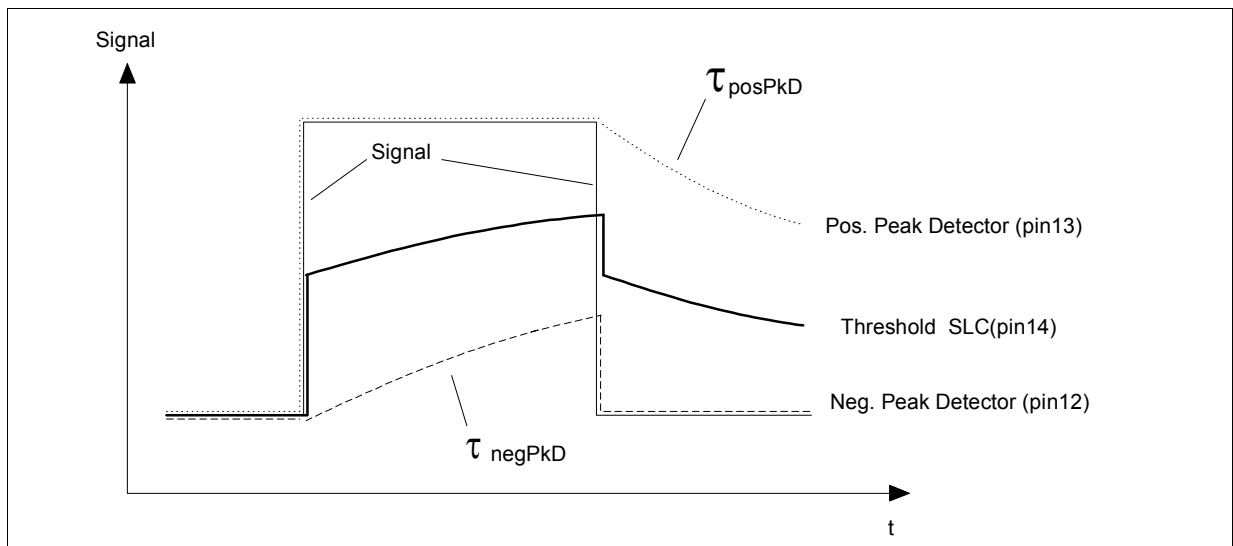 Signal
τposPkD
Signal
Pos. Peak Detector (pin13)
Threshold SLC(pin14)
Neg. Peak Detector (pin12)
τ negPkD
t